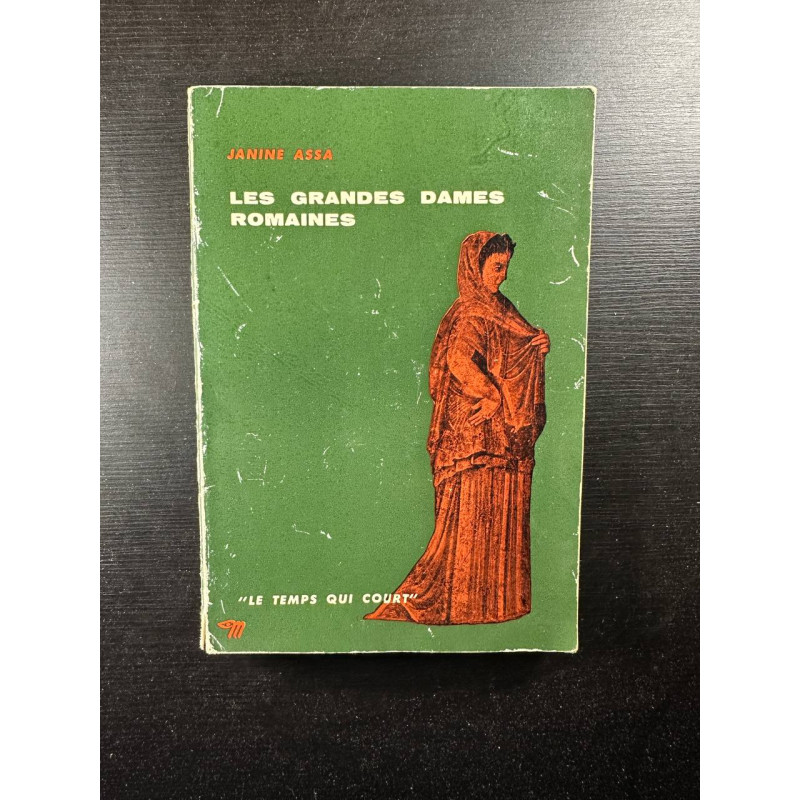 JANINE ASSA
LES GRANDES DAMES
ROMAINES
"LE TEMPS QUI COURT"